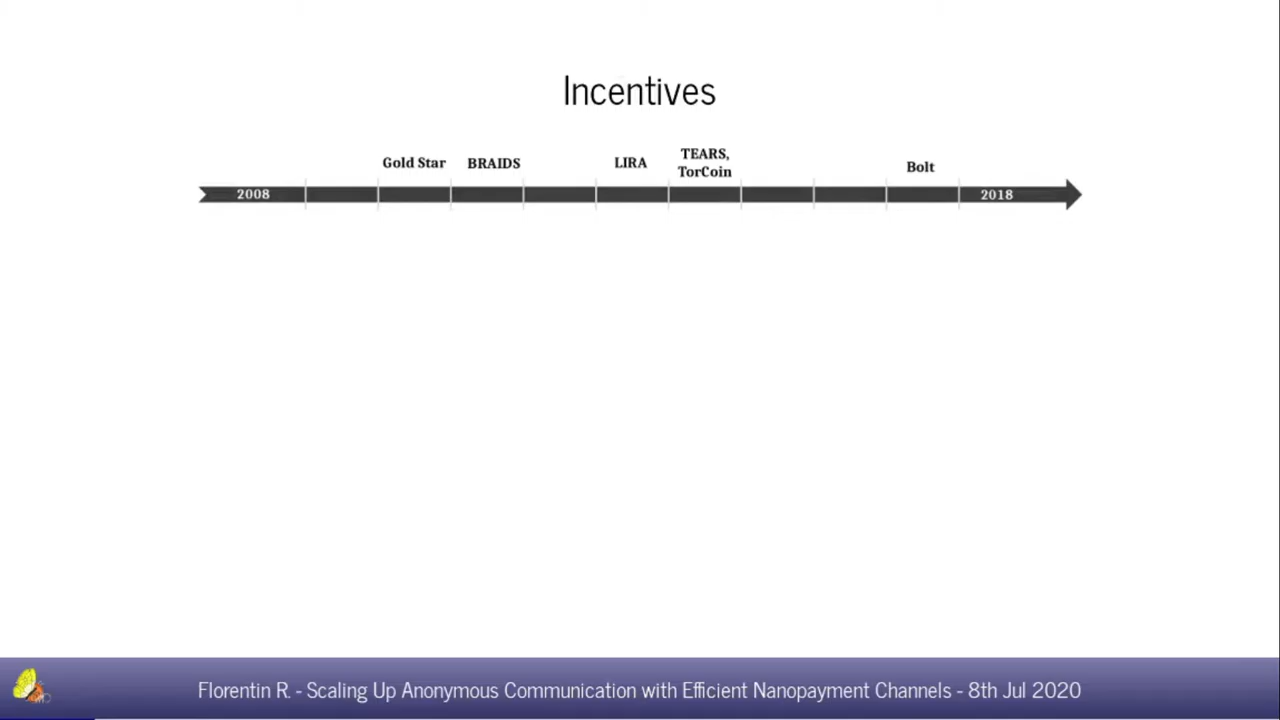 Incentives
Gold Star BRAIDS LIRA TEARS, TorCoin Bolt
2008 2018
Florentin R. - Scaling Up Anonymous Communication with Efficient Nanopayment Channels - 8th Jul 2020